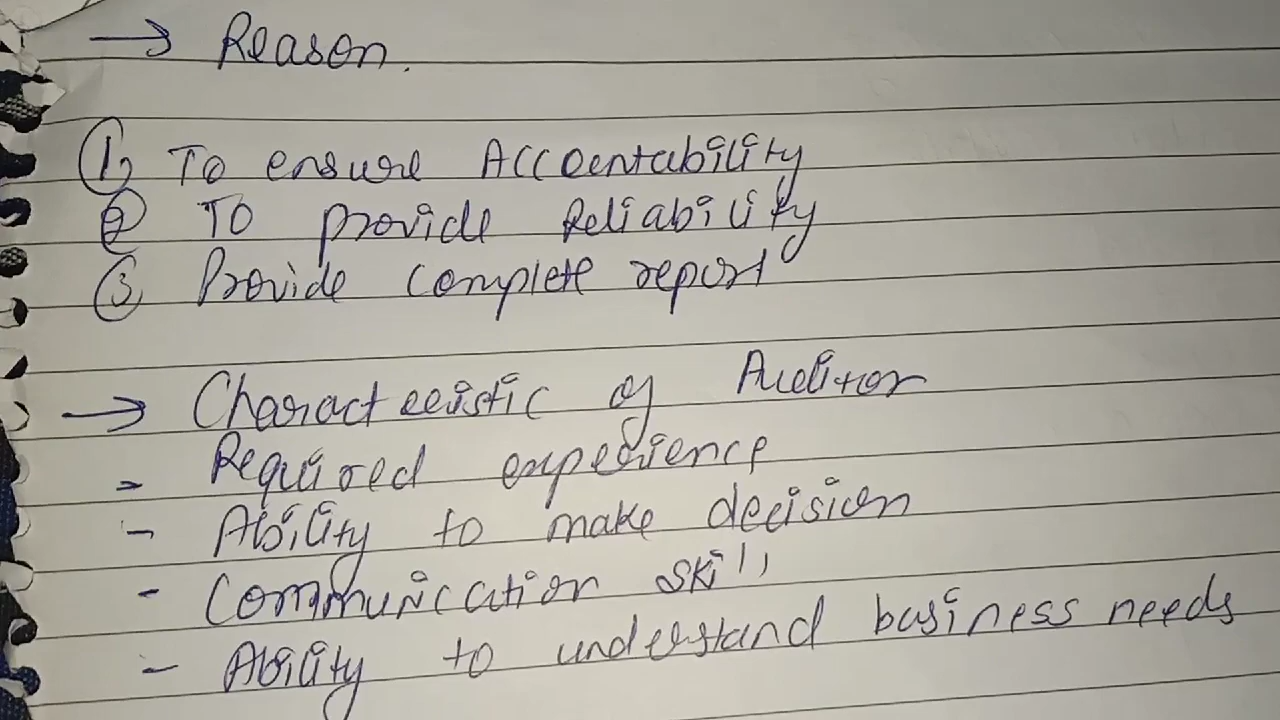 → Reason.
1, To ensure Accountability
2 To provide Reliability
3, Provide complete report
→ Characteristic of Auditor
- Required experience
- Ability to make decision
- Communication skill
- Ability to understand business needs